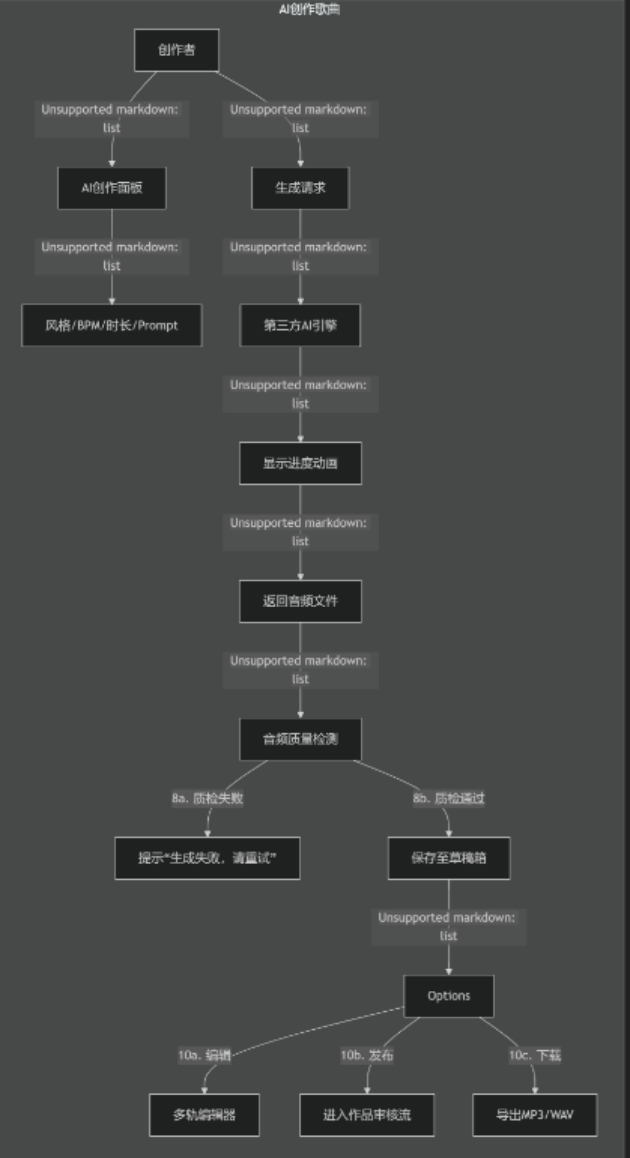 AI创作歌曲
创作者
Unsupported markdown:
list
Unsupported markdown:
list
AI创作面板
生成请求
Unsupported markdown:
list
Unsupported markdown:
list
风格/BPM/时长/Prompt
第三方AI引擎
Unsupported markdown:
list
显示进度动画
Unsupported markdown:
list
返回音频文件
Unsupported markdown:
list
音频质量检测
8a. 质检失败
8b. 质检通过
提示“生成失败，请重试”
保存至草稿箱
Unsupported markdown:
list
Options
10a. 编辑
10b. 发布
10c. 下载
多轨编辑器
进入作品审核流
导出MP3/WAV